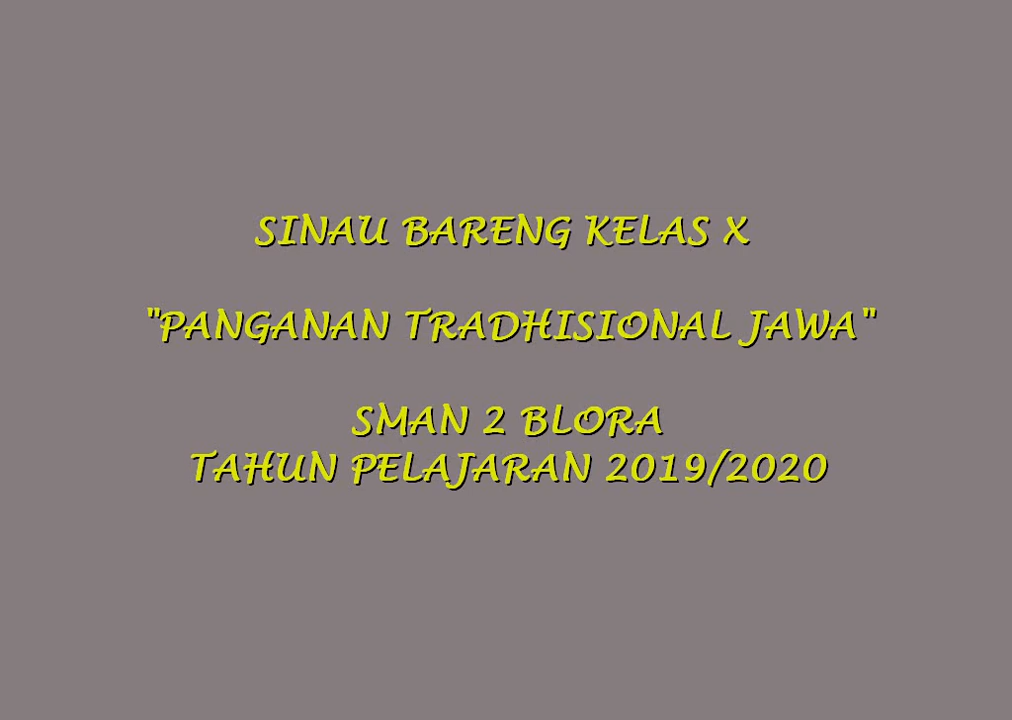 SINAU BARENG KELAS X
"PANGANAN TRADHISIONAL JAWA"
SMAN 2 BLORA
TAHUN PELAJARAN 2019/2020